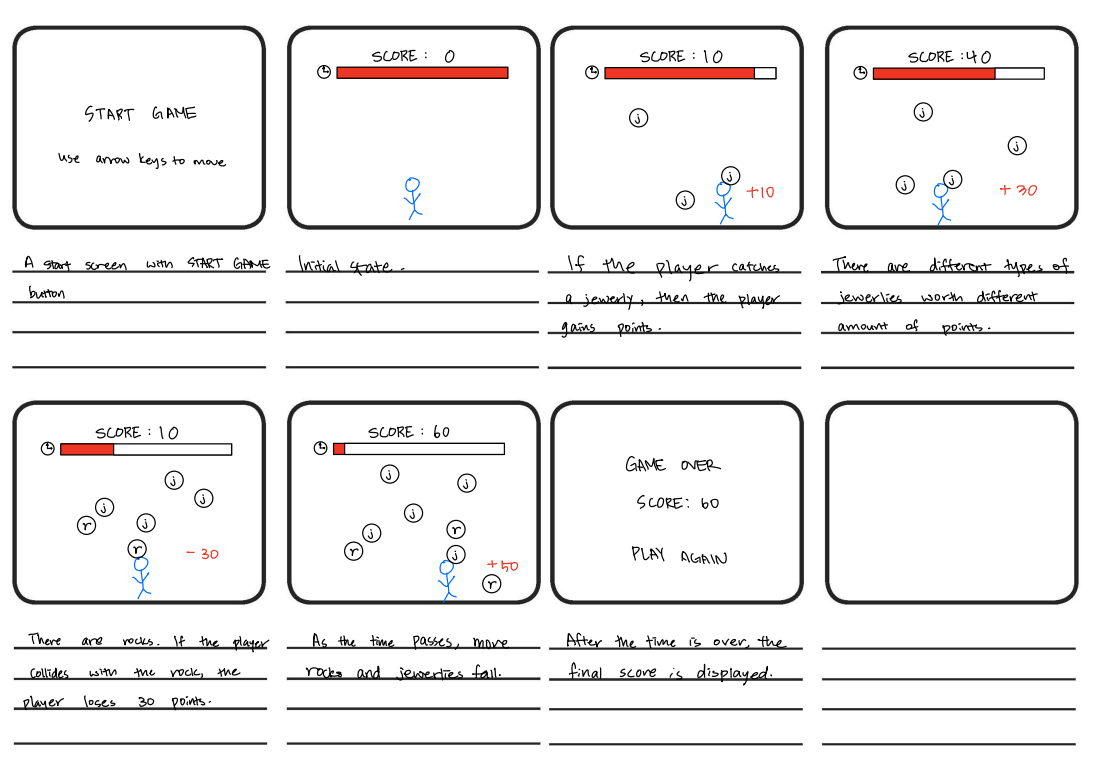 START GAME
use arrow keys to move
A start screen with START GAME
button
SCORE : 0
Initial state.
SCORE : 10
j
j
j
+10
If the player catches
a jewerly, then the player
gains points.
SCORE :40
j
j
j
j
+ 30
There are different types of
jewerlies worth different
amount of points.
SCORE : 10
j
j
j
r
j
r
- 30
There are rocks. If the player
collides with the rock, the
player loses 30 points.
SCORE : 60
j
j
j
j
r
r
j
+50
r
As the time passes, more
rocks and jewerlies fall.
GAME OVER
SCORE: 60
PLAY AGAIN
After the time is over, the
final score is displayed.